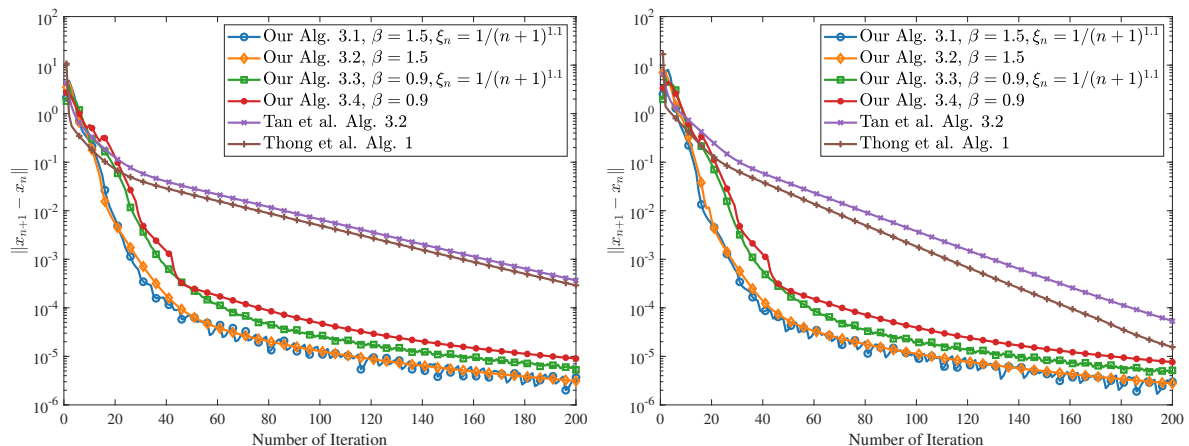 10^2
10^1
10^0
10^-1
10^-2
10^-3
10^-4
10^-5
10^-6
||x_{n+1} − x_n||
Our Alg. 3.1, β = 1.5, ξ_n = 1/(n + 1)^{1.1}
Our Alg. 3.2, β = 1.5
Our Alg. 3.3, β = 0.9, ξ_n = 1/(n + 1)^{1.1}
Our Alg. 3.4, β = 0.9
Tan et al. Alg. 3.2
Thong et al. Alg. 1
0 20 40 60 80 100 120 140 160 180 200
Number of Iteration
10^2
10^1
10^0
10^-1
10^-2
10^-3
10^-4
10^-5
10^-6
||x_{n+1} − x_n||
Our Alg. 3.1, β = 1.5, ξ_n = 1/(n + 1)^{1.1}
Our Alg. 3.2, β = 1.5
Our Alg. 3.3, β = 0.9, ξ_n = 1/(n + 1)^{1.1}
Our Alg. 3.4, β = 0.9
Tan et al. Alg. 3.2
Thong et al. Alg. 1
0 20 40 60 80 100 120 140 160 180 200
Number of Iteration